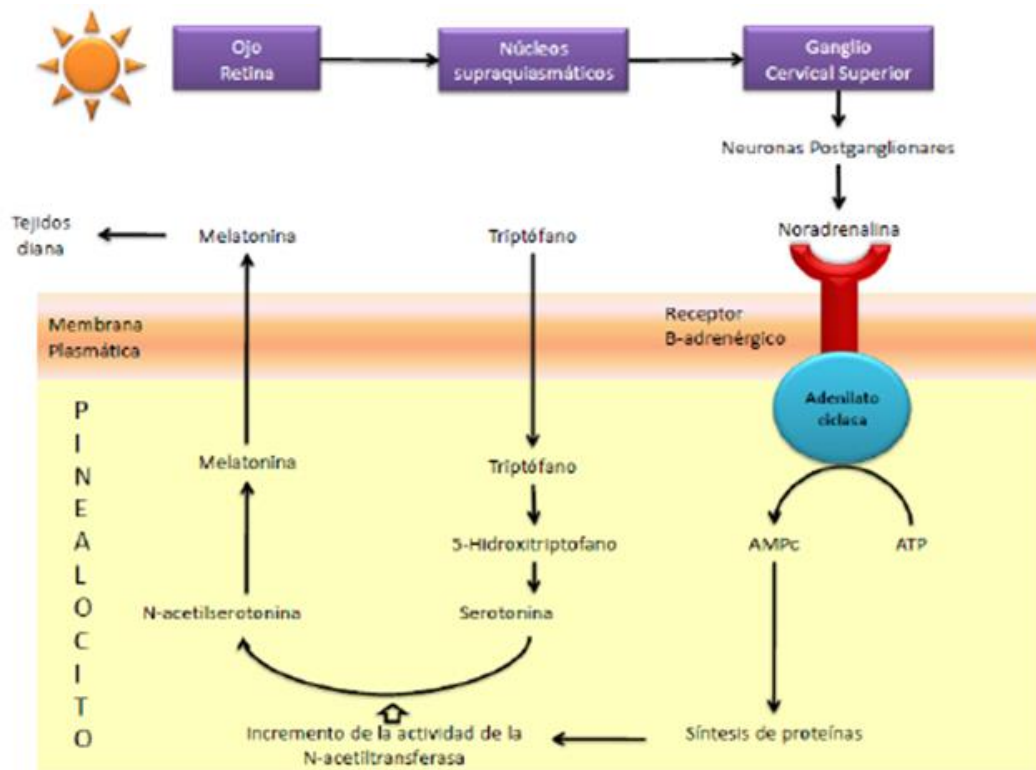 Ojo
Retina
Núcleos
supraquiasmáticos
Ganglio
Cervical Superior
Neuronas Postganglionares
Noradrenalina
Tejidos
diana
Melatonina
Triptófano
Membrana
Plasmática
Receptor
B-adrenérgico
Adenilato
ciclasa
PINEALOCITO
Melatonina
Triptófano
5-Hidroxitriptofano
AMPc
ATP
N-acetilserotonina
Serotonina
Incremento de la actividad de la
N-acetiltransferasa
Síntesis de proteínas